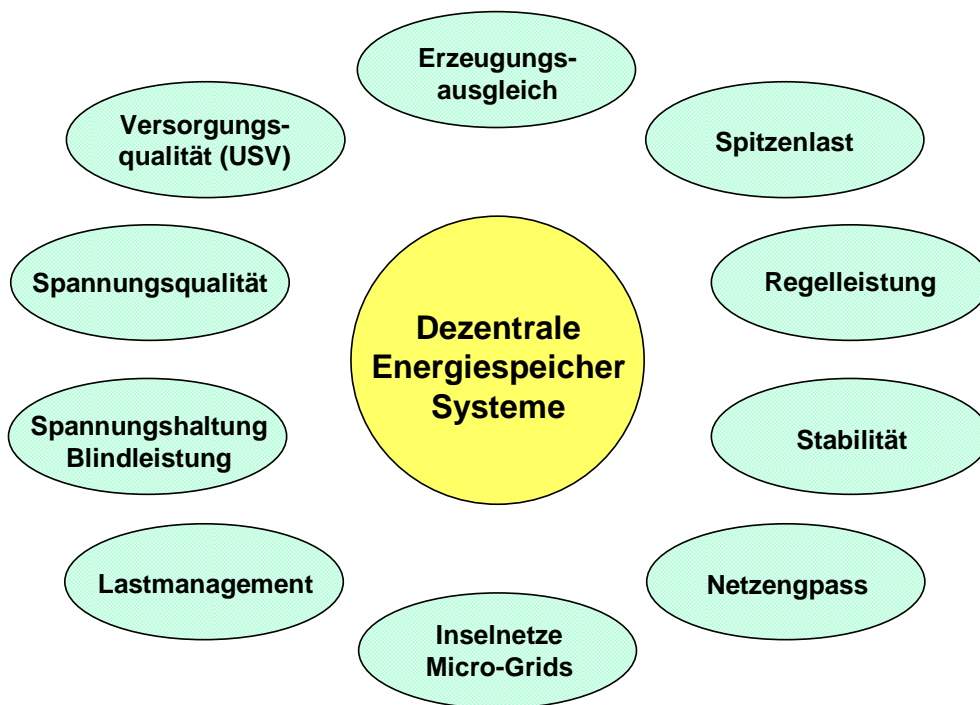 Erzeugungs-
ausgleich
Versorgungs-
qualität (USV)
Spitzenlast
Spannungsqualität
Regelleistung
Dezentrale
Energiespeicher
Systeme
Spannungshaltung
Blindleistung
Stabilität
Lastmanagement
Netzengpass
Inselnetze
Micro-Grids